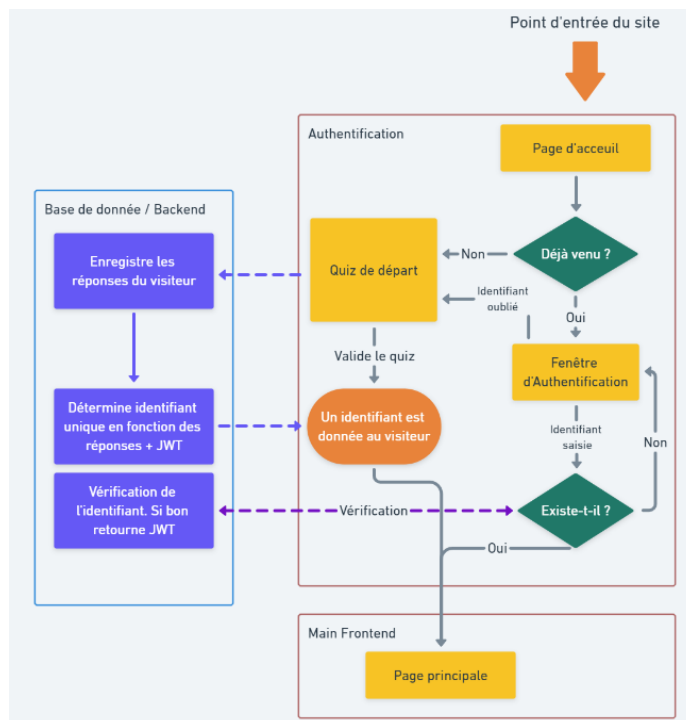 Point d'entrée du site
Authentification
Page d'acceuil
Base de donnée / Backend
Enregistre les
réponses du visiteur
Quiz de départ
Non
Déjà venu ?
Identifiant
oublié
Oui
Valide le quiz
Fenêtre
d'Authentification
Détermine identifiant
unique en fonction des
réponses + JWT
Un identifiant est
donnée au visiteur
Identifiant
saisie
Non
Vérification de
l'identifiant. Si bon
retourne JWT
Vérification
Existe-t-il ?
Oui
Main Frontend
Page principale